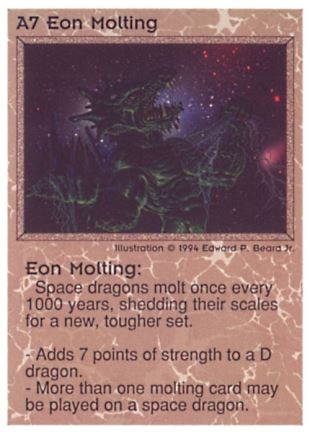 A7 Eon Molting
Illustration © 1994 Edward P. Beard Jr.
Eon Molting:
Space dragons molt once every
1000 years, shedding their scales
for a new, tougher set.
- Adds 7 points of strength to a D
dragon.
- More than one molting card may
be played on a space dragon.